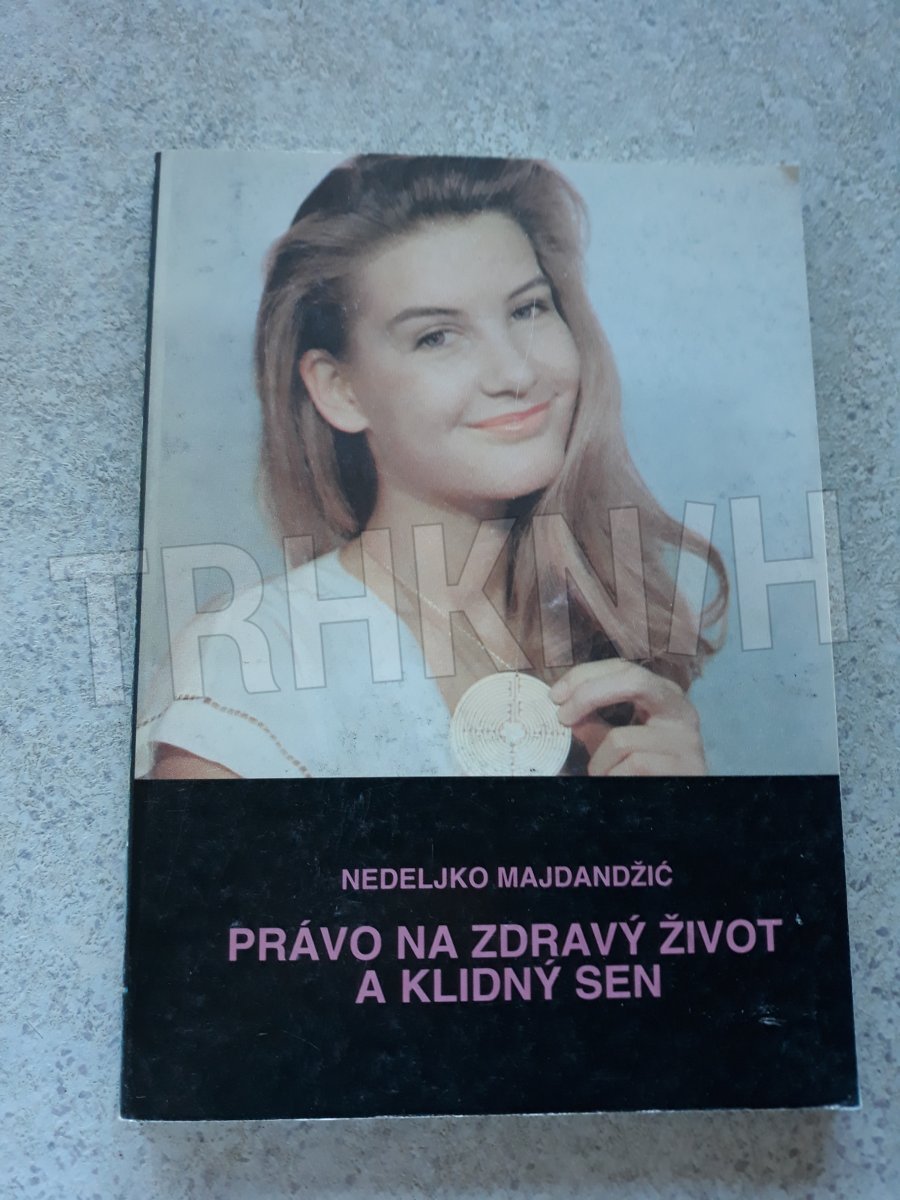 TRHKNIH
NEDELJKO MAJDANDŽIĆ
PRÁVO NA ZDRAVÝ ŽIVOT
A KLIDNÝ SEN